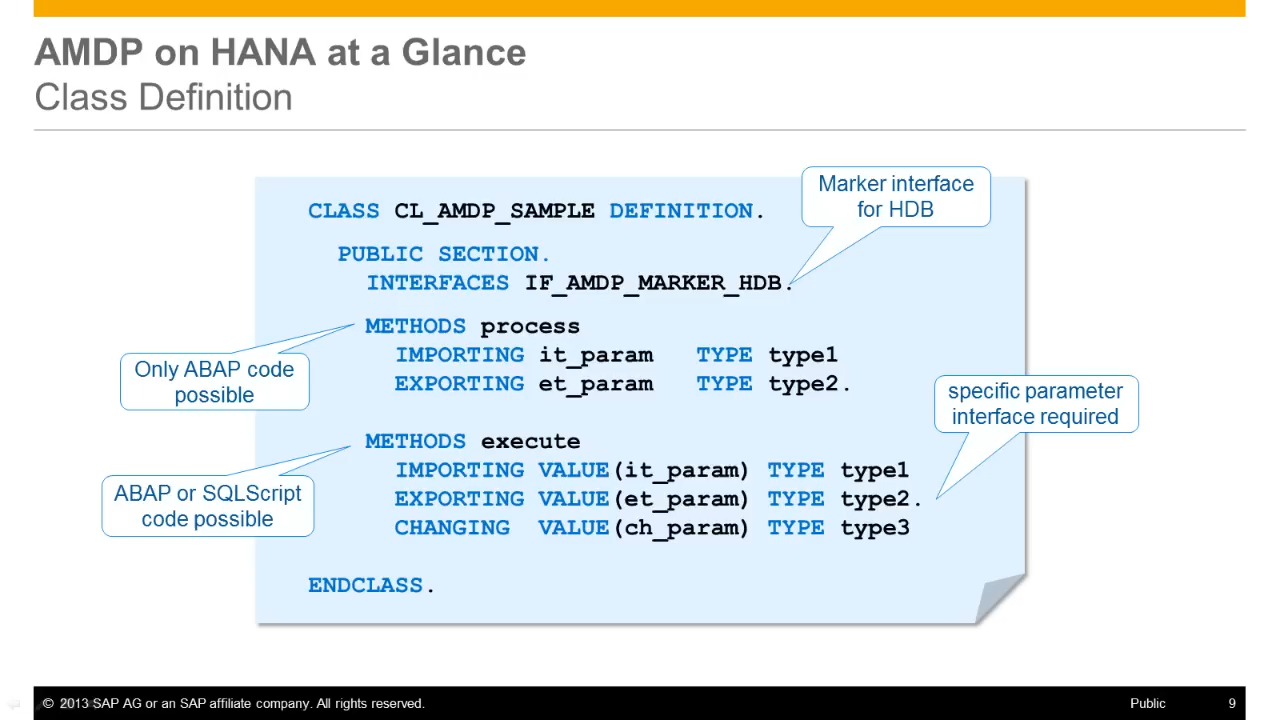 AMDP on HANA at a Glance
Class Definition
Marker interface
for HDB
CLASS CL_AMDP_SAMPLE DEFINITION.
PUBLIC SECTION.
INTERFACES IF_AMDP_MARKER_HDB.
METHODS process
IMPORTING it_param TYPE type1
EXPORTING et_param TYPE type2.
Only ABAP code
possible
specific parameter
interface required
METHODS execute
IMPORTING VALUE(it_param) TYPE type1
EXPORTING VALUE(et_param) TYPE type2.
CHANGING VALUE(ch_param) TYPE type3
ABAP or SQLScript
code possible
ENDCLASS.
© 2013 SAP AG or an SAP affiliate company. All rights reserved.
Public
9